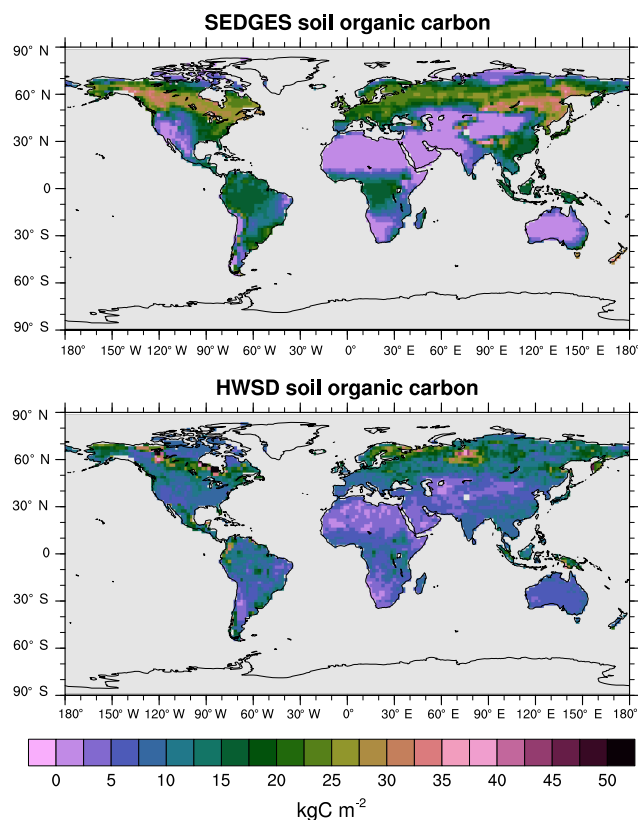 SEDGES soil organic carbon
90° N
60° N
30° N
0
30° S
60° S
90° S
180° 150° W 120° W 90° W 60° W 30° W 0° 30° E 60° E 90° E 120° E 150° E 180°
HWSD soil organic carbon
90° N
60° N
30° N
0
30° S
60° S
90° S
180° 150° W 120° W 90° W 60° W 30° W 0° 30° E 60° E 90° E 120° E 150° E 180°
0 5 10 15 20 25 30 35 40 45 50
kgC m⁻²